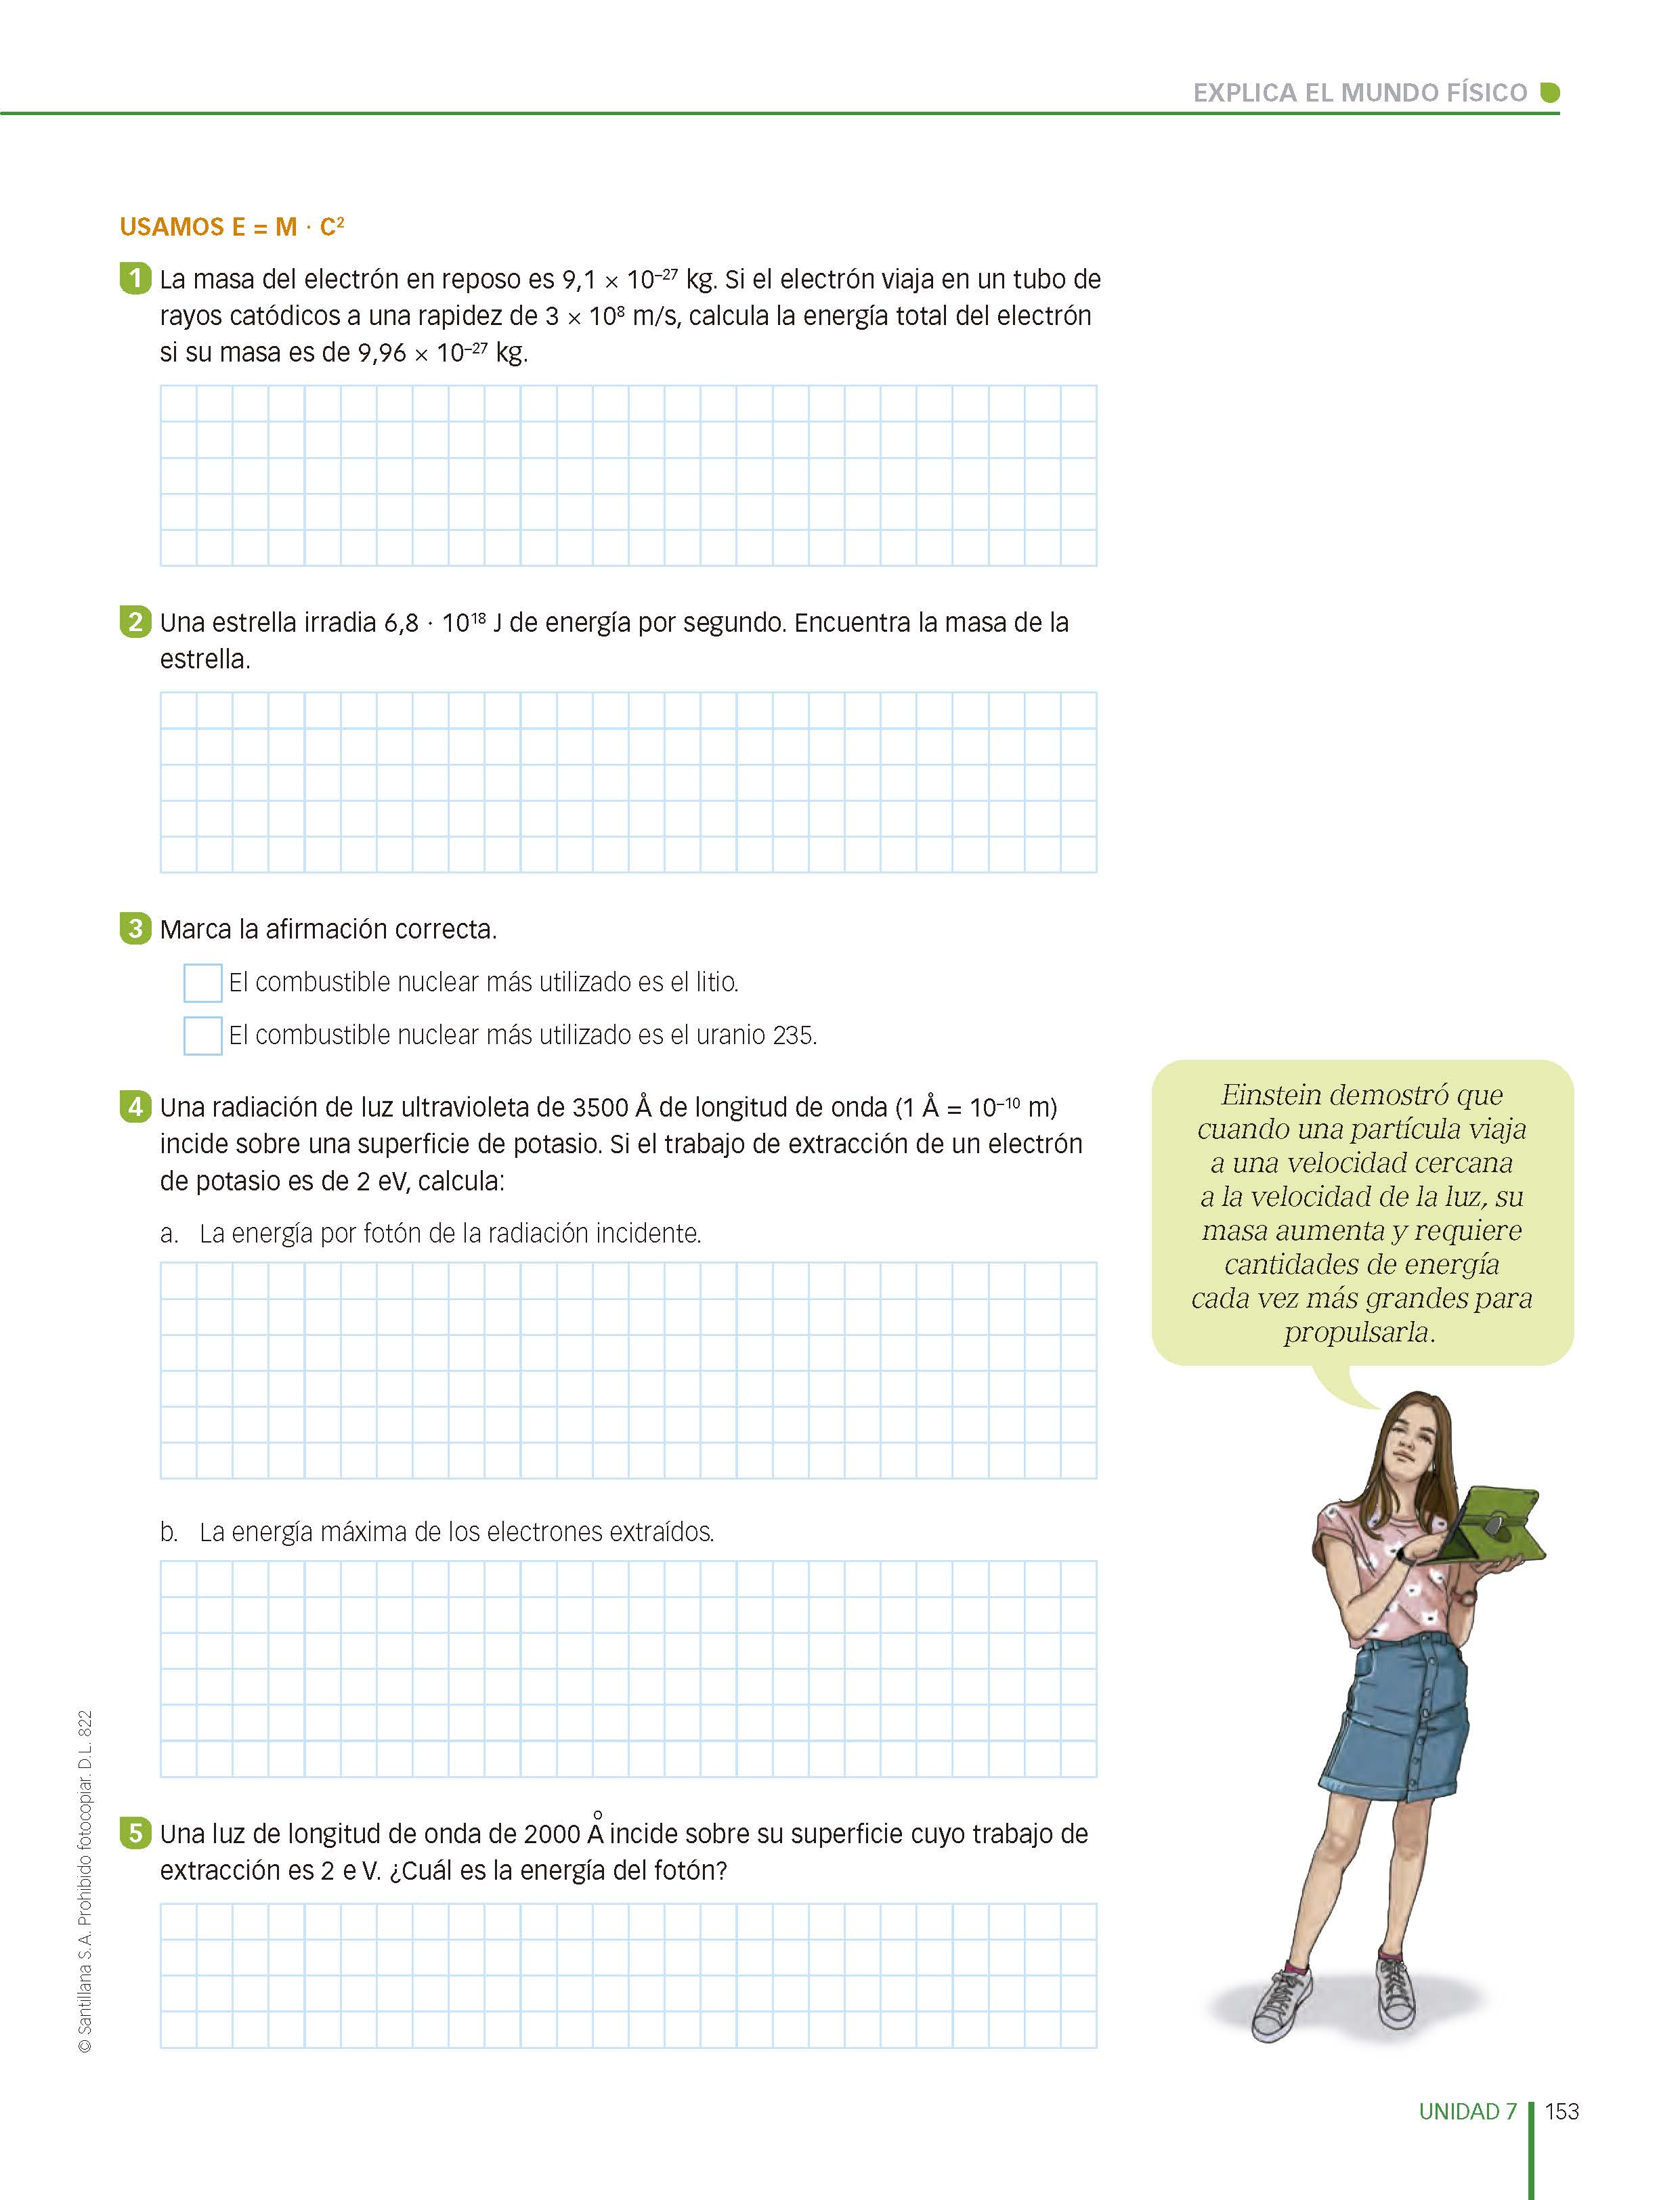 EXPLICA EL MUNDO FÍSICO
USAMOS E = M · C²
1 La masa del electrón en reposo es 9,1 × 10⁻²⁷ kg. Si el electrón viaja en un tubo de
rayos catódicos a una rapidez de 3 × 10⁸ m/s, calcula la energía total del electrón
si su masa es de 9,96 × 10⁻²⁷ kg.
2 Una estrella irradia 6,8 · 10¹⁸ J de energía por segundo. Encuentra la masa de la
estrella.
3 Marca la afirmación correcta.
El combustible nuclear más utilizado es el litio.
El combustible nuclear más utilizado es el uranio 235.
4 Una radiación de luz ultravioleta de 3500 Å de longitud de onda (1 Å = 10⁻¹⁰ m)
incide sobre una superficie de potasio. Si el trabajo de extracción de un electrón
de potasio es de 2 eV, calcula:
a. La energía por fotón de la radiación incidente.
b. La energía máxima de los electrones extraídos.
5 Una luz de longitud de onda de 2000 Å incide sobre su superficie cuyo trabajo de
extracción es 2 e V. ¿Cuál es la energía del fotón?
Einstein demostró que
cuando una partícula viaja
a una velocidad cercana
a la velocidad de la luz, su
masa aumenta y requiere
cantidades de energía
cada vez más grandes para
propulsarla.
© Santillana S.A. Prohibido fotocopiar. D.L. 822
UNIDAD 7 153